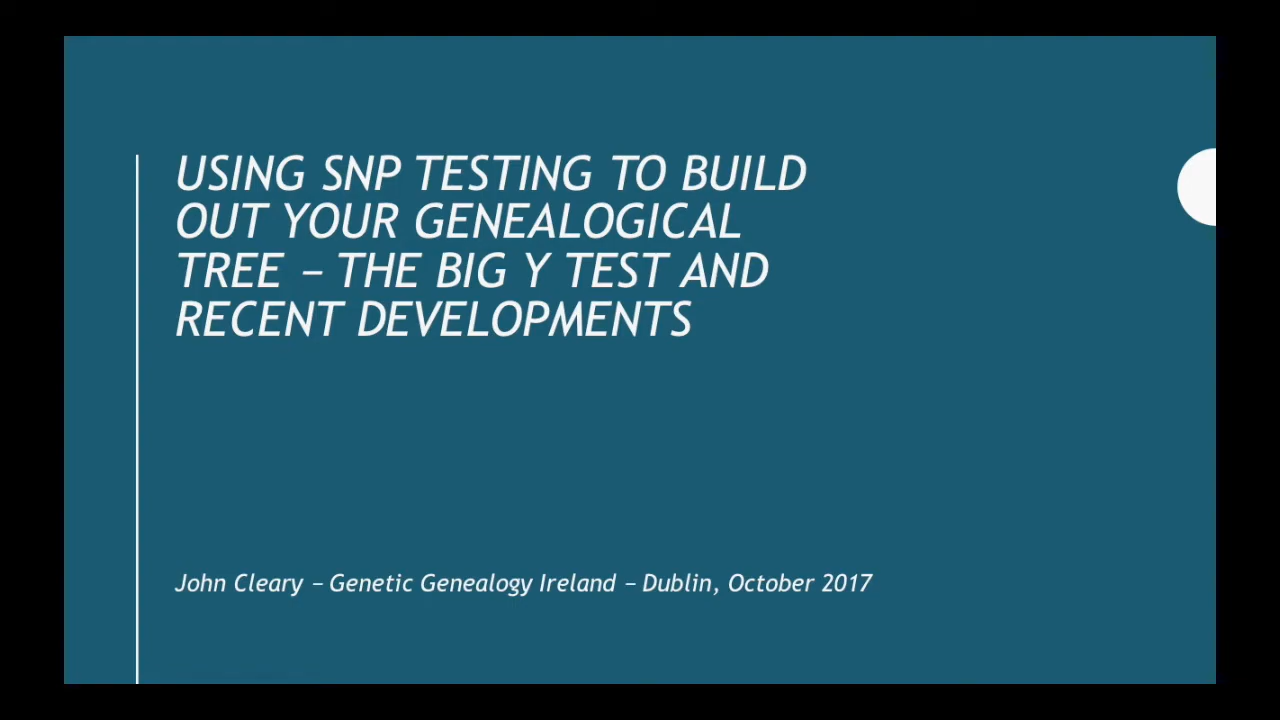 USING SNP TESTING TO BUILD
OUT YOUR GENEALOGICAL
TREE – THE BIG Y TEST AND
RECENT DEVELOPMENTS
John Cleary – Genetic Genealogy Ireland – Dublin, October 2017